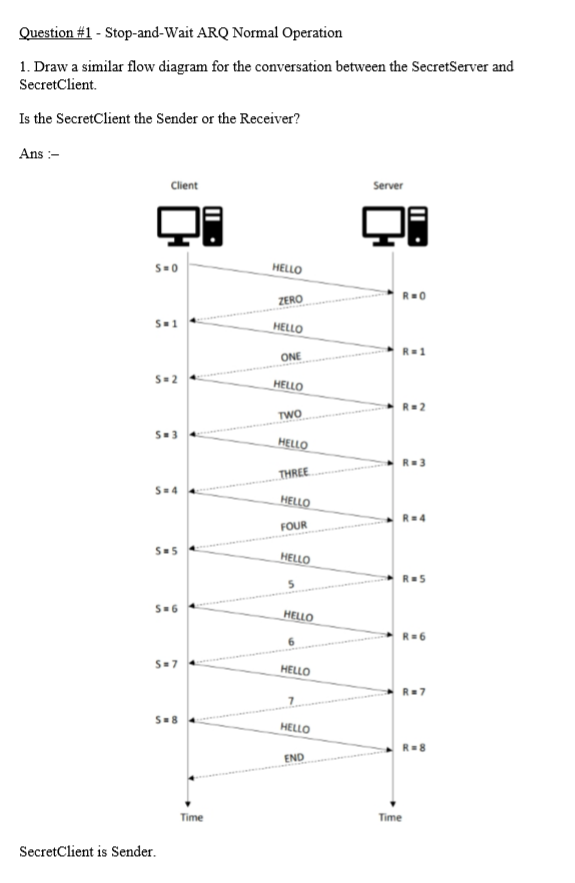 Question #1 - Stop-and-Wait ARQ Normal Operation
1. Draw a similar flow diagram for the conversation between the SecretServer and
SecretClient.
Is the SecretClient the Sender or the Receiver?
Ans :–
Client Server
S=0 HELLO
ZERO R=0
S=1 HELLO
ONE R=1
S=2 HELLO
TWO R=2
S=3 HELLO
THREE R=3
S=4 HELLO
FOUR R=4
S=5 HELLO
5 R=5
S=6 HELLO
6 R=6
S=7 HELLO
7 R=7
S=8 HELLO
END R=8
Time Time
SecretClient is Sender.